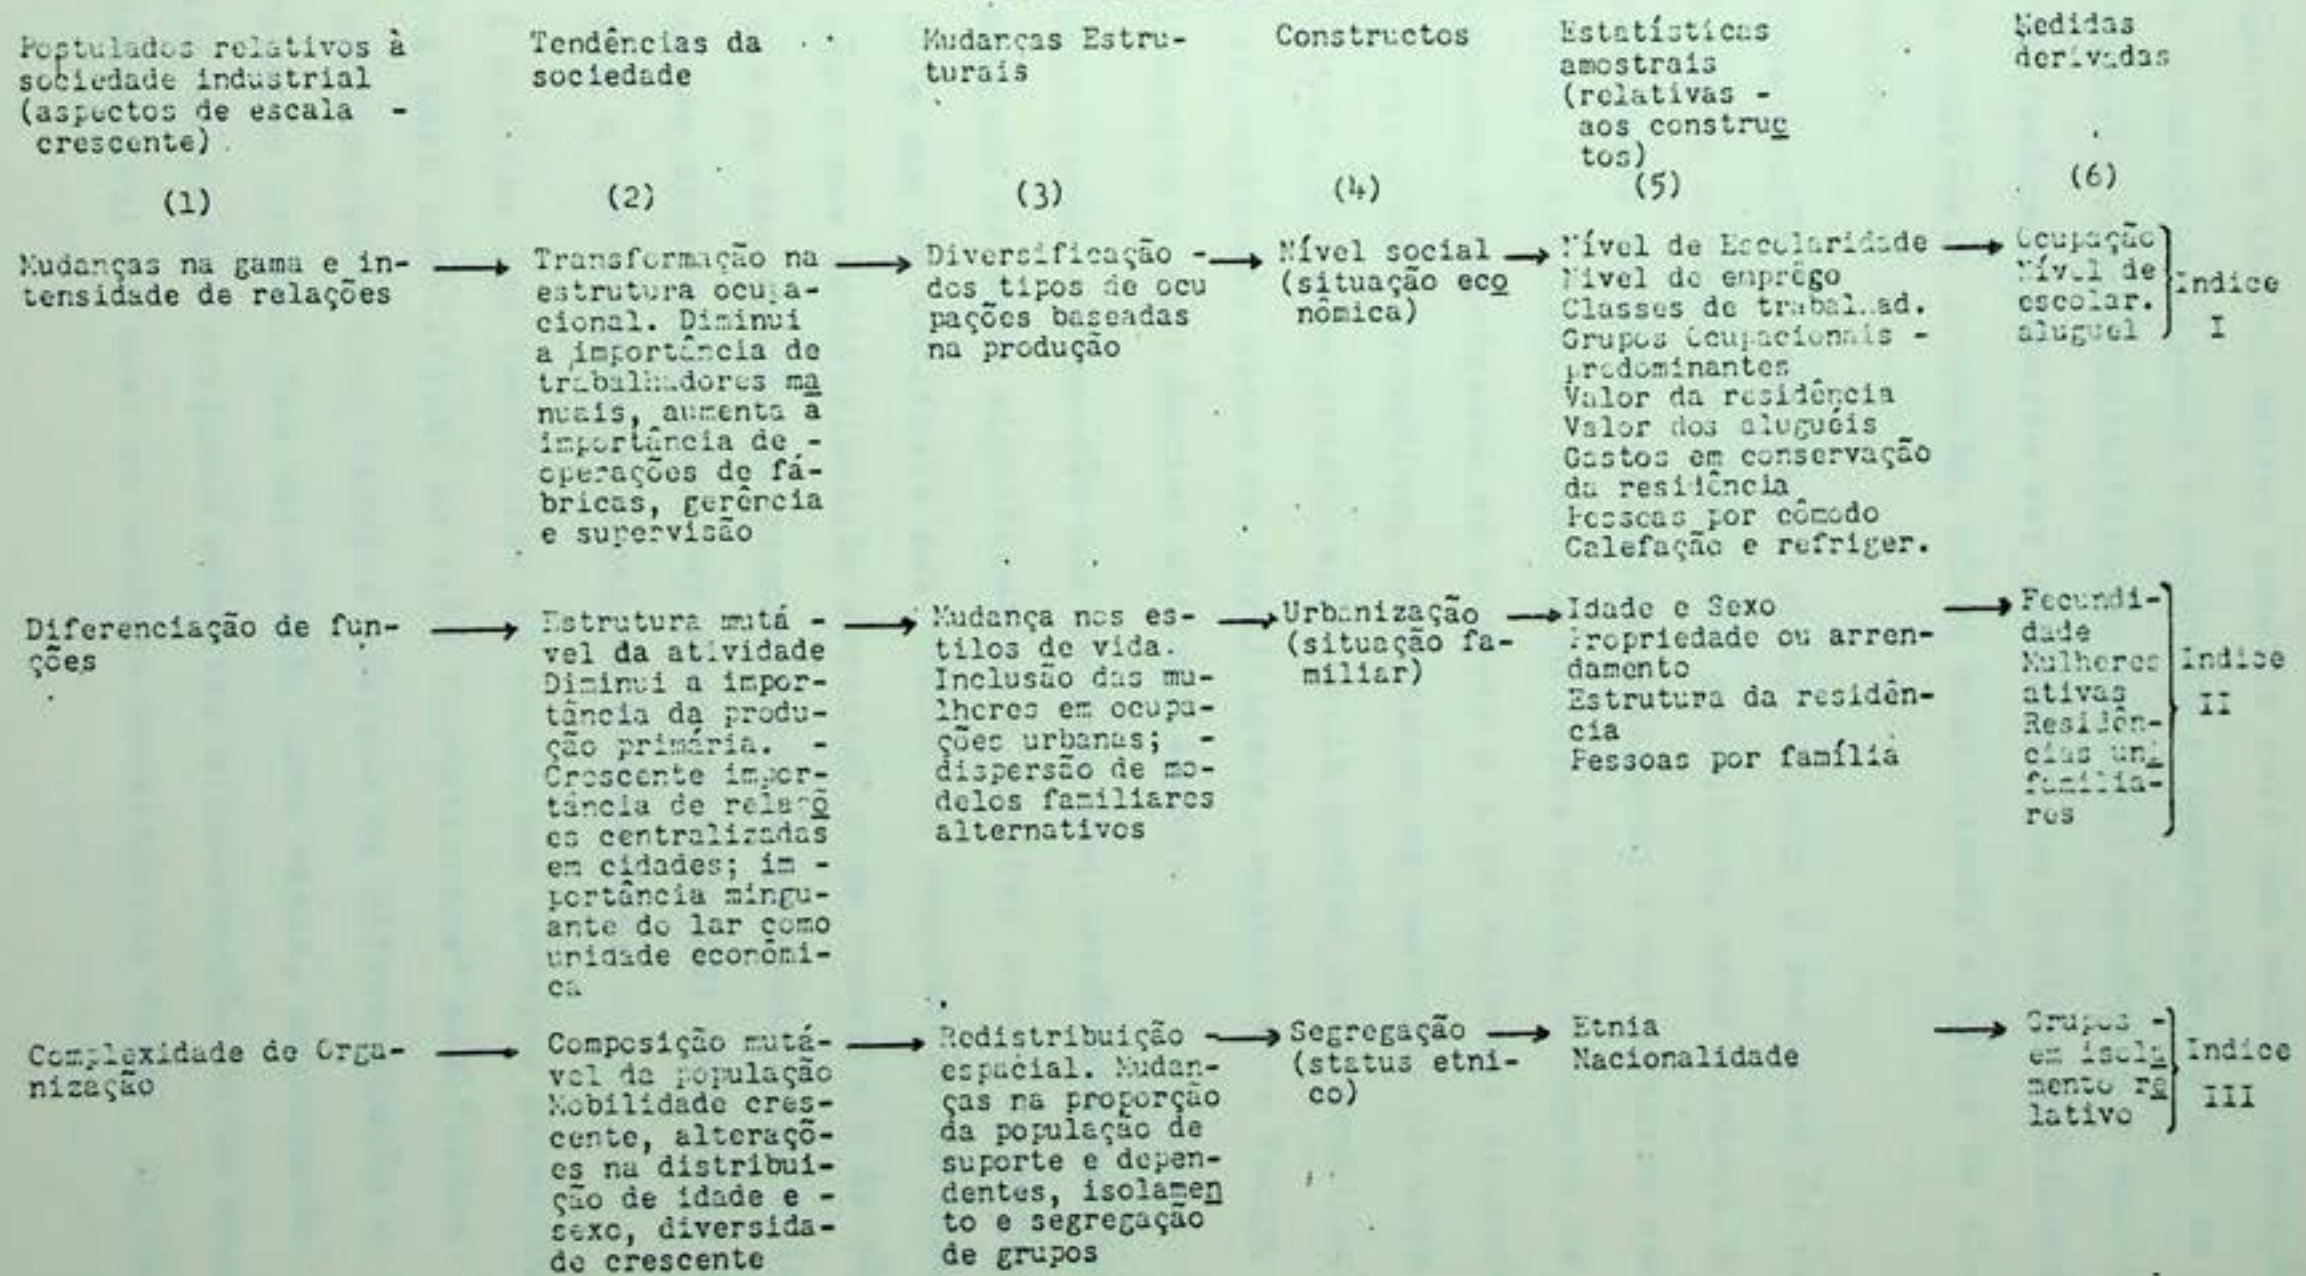 Postulados relativos à
sociedade industrial
(aspectos de escala -
crescente).
(1)
Tendências da
sociedade
(2)
Mudanças Estru-
turais
(3)
Constructos
(4)
Estatísticas
amostrais
(relativas -
aos construc
tos)
(5)
Medidas
derivadas
(6)
Mudanças na gama e in-
tensidade de relações
Transformação na
estrutura ocupa-
cional. Diminui
a importância de
trabalhadores ma
nuais, aumenta a
importância de -
operações de fá-
bricas, gerência
e supervisão
Diversificação -
dos tipos de ocu
pações baseadas
na produção
Nível social
(situação eco
nômica)
Nível de Escolaridade
Nivel de emprêgo
Classes de trabalhad.
Grupos Ocupacionais -
predominantes
Valor da residência
Valor dos aluguéis
Gastos em conservação
da residência
Pessoas por cômodo
Calefação e refriger.
Ocupação
Nível de
escolar.
aluguel
Indice
I
Diferenciação de fun-
ções
Estrutura mutá -
vel da atividade
Diminui a impor-
tância da produ-
ção primária. -
Crescente impor-
tância de relaçõ
es centralizadas
em cidades; im -
portância mingu-
ante do lar como
unidade econômi-
ca
Mudança nos es-
tilos de vida.
Inclusão das mu-
lheres em ocupa-
ções urbanas; -
dispersão de mo-
delos familiares
alternativos
Urbanização
(situação fa-
miliar)
Idade e Sexo
Propriedade ou arren-
damento
Estrutura da residên-
cia
Pessoas por família
Fecundi-
dade
Mulheres
ativas
Residên-
cias uni
familia-
res
Indice
II
Complexidade de Orga-
nização
Composição mutá-
vel da população
Mobilidade cres-
cente, alteraçõ-
es na distribui-
ção de idade e -
sexo, diversida-
de crescente
Redistribuição
espacial. Mudan-
ças na proporção
da população de
suporte e depen-
dentes, isolamen
to e segregação
de grupos
Segregação
(status etni-
co)
Etnia
Nacionalidade
Grupos -
em isola
mento re
lativo
Indice
III